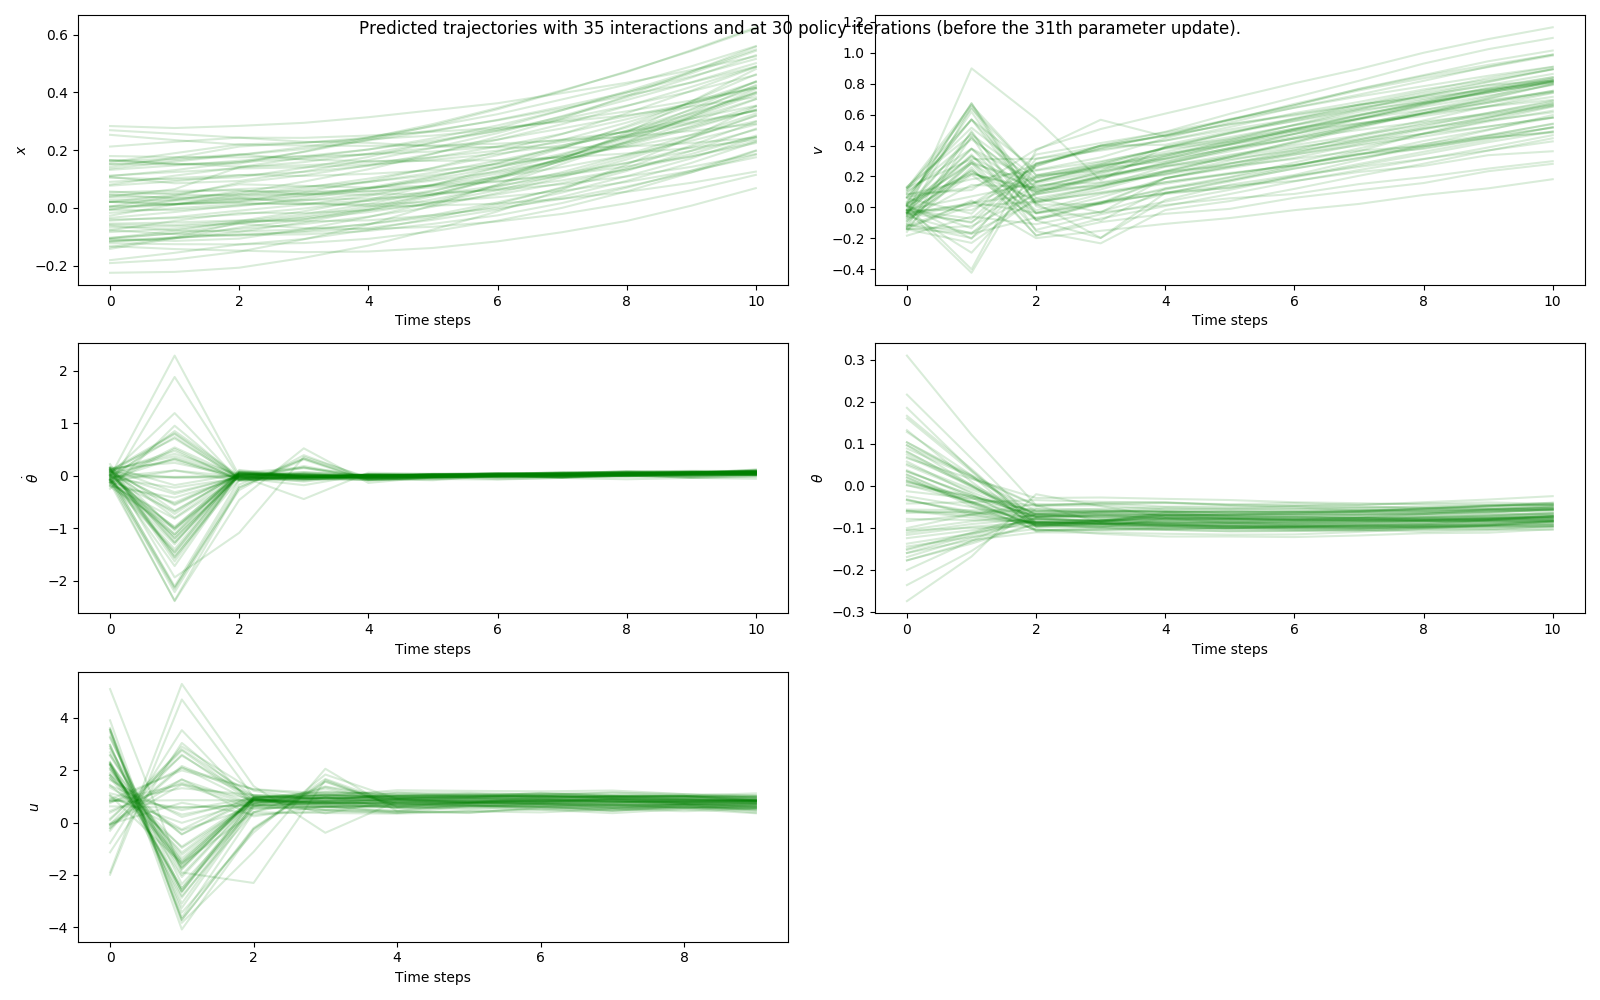 Predicted trajectories with 35 interactions and at 30 policy iterations (before the 31th parameter update).
0.6
0.4
0.2
0.0
−0.2
x
0 2 4 6 8 10
Time steps
1.2
1.0
0.8
0.6
0.4
0.2
0.0
−0.2
−0.4
v
0 2 4 6 8 10
Time steps
2
1
0
−1
−2
θ̇
0 2 4 6 8 10
Time steps
0.3
0.2
0.1
0.0
−0.1
−0.2
−0.3
θ
0 2 4 6 8 10
Time steps
4
2
0
−2
−4
u
0 2 4 6 8
Time steps